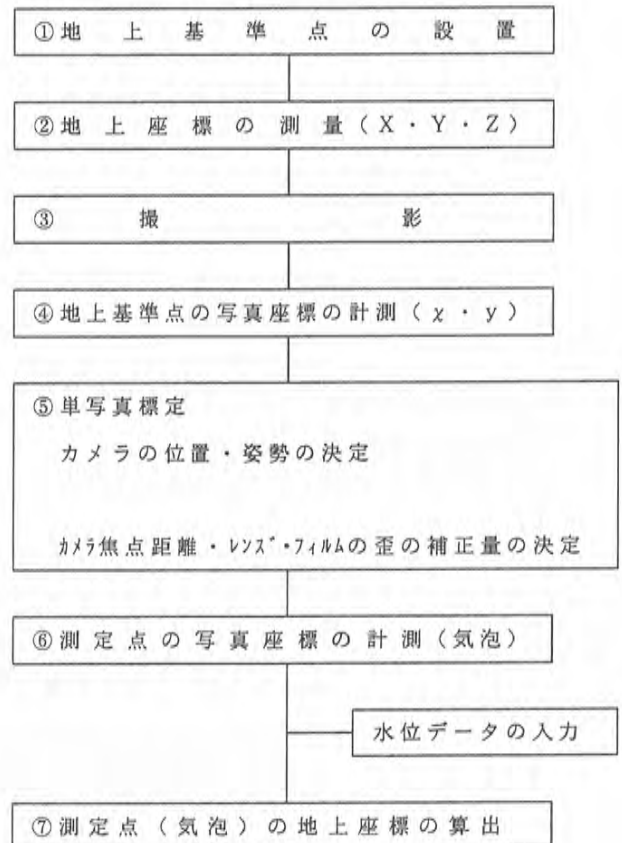 ①地上基準点の設置
②地上座標の測量(X・Y・Z)
③撮影
④地上基準点の写真座標の計測(χ・y)
⑤単写真標定
カメラの位置・姿勢の決定
カメラ焦点距離・レンズ・フィルムの歪の補正量の決定
⑥測定点の写真座標の計測(気泡)
水位データの入力
⑦測定点(気泡)の地上座標の算出